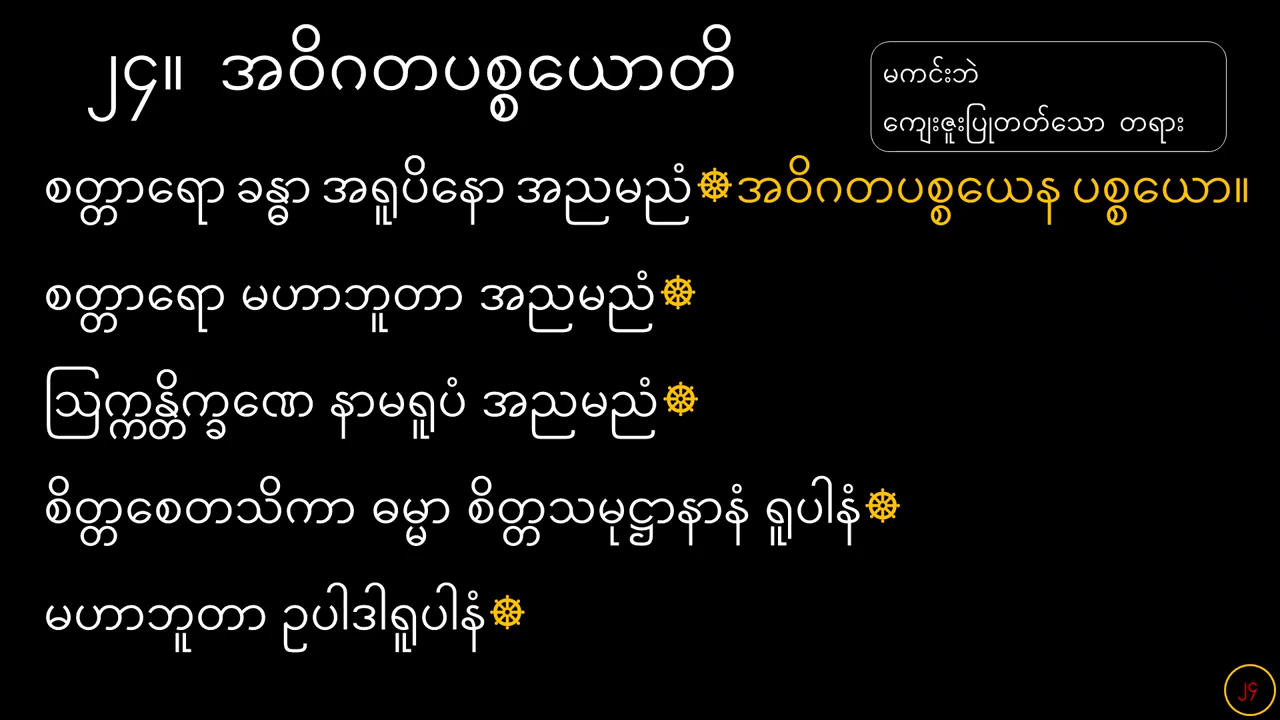 ၂၄။ အဝိဂတပစ္စယောတိ
မကင်းဘဲ
ကျေးဇူးပြုတတ်သော တရား
စတ္တာရော ခန္ဓာ အရူပိနော အညမညံ☸အဝိဂတပစ္စယေန ပစ္စယော။
စတ္တာရော မဟာဘူတာ အညမညံ☸
ဩက္ကန္တိက္ခဏေ နာမရူပံ အညမညံ☸
စိတ္တစေတသိကာ ဓမ္မာ စိတ္တသမုဋ္ဌာနာနံ ရူပါနံ☸
မဟာဘူတာ ဥပါဒါရူပါနံ☸
၂၄